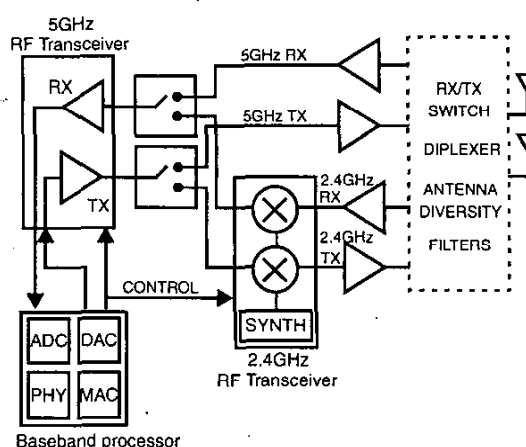 5GHz
RF Transceiver
RX
TX
5GHz RX
5GHz TX
2.4GHz
RX
2.4GHz
TX
RX/TX
SWITCH
DIPLEXER
ANTENNA
DIVERSITY
FILTERS
CONTROL
SYNTH
2.4GHz
RF Transceiver
ADC DAC
PHY MAC
Baseband processor